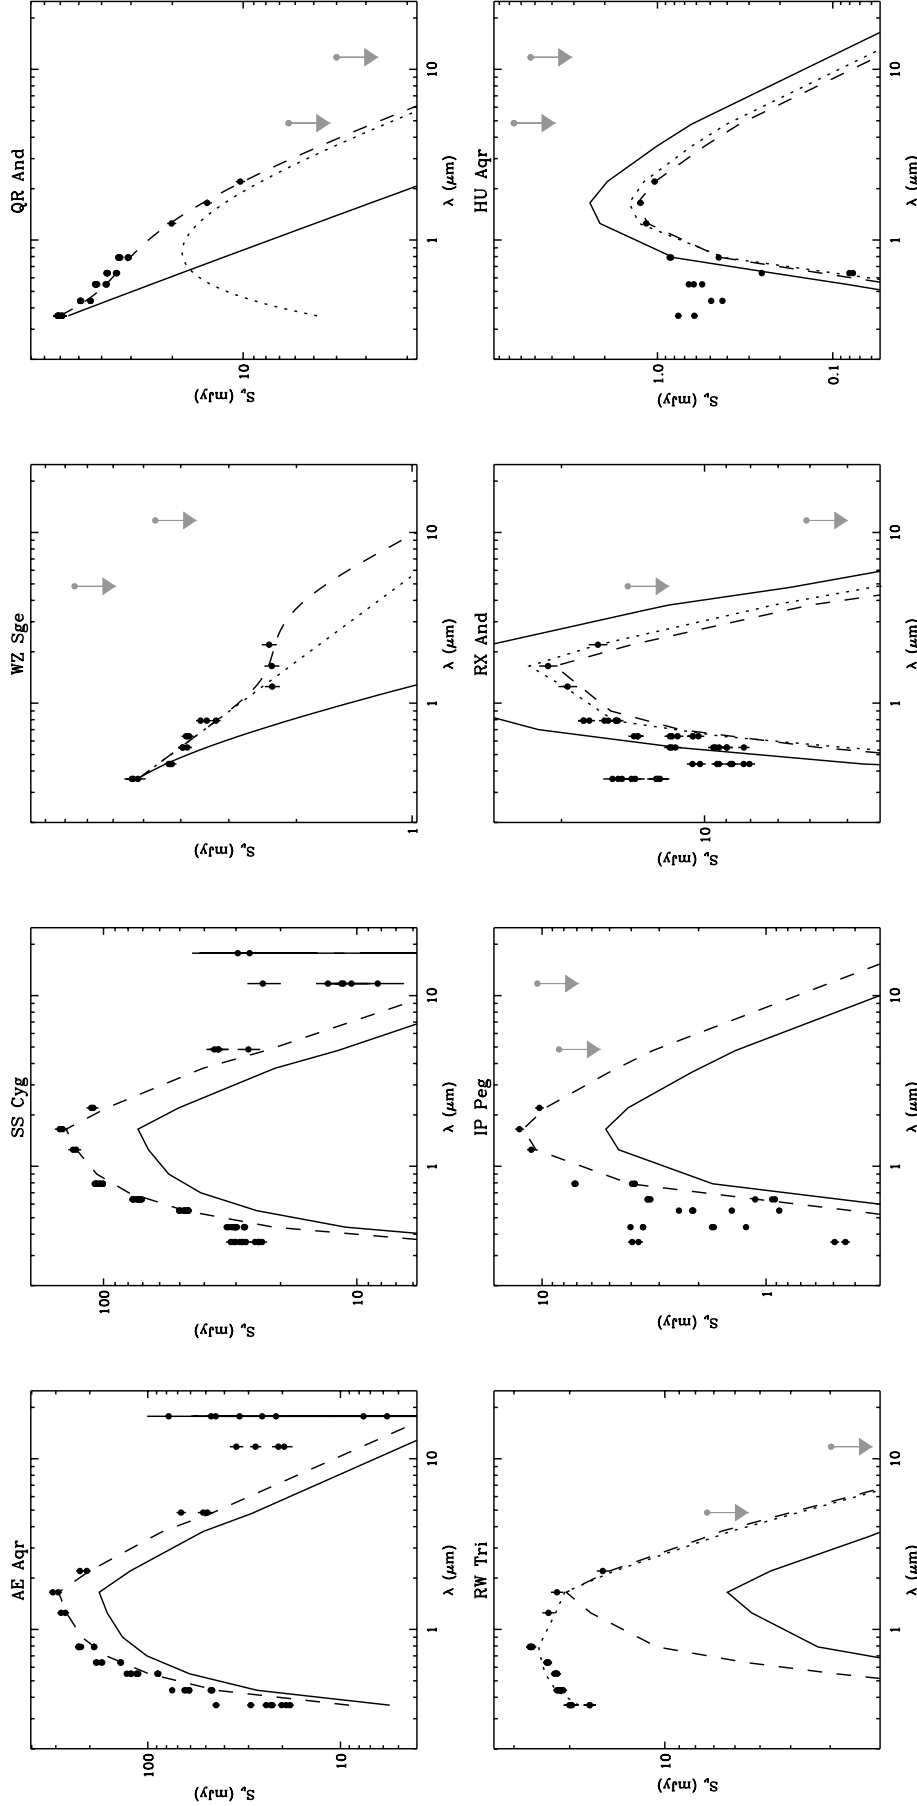 AE Aqr
S_ν (mJy)
100
10
1
10
λ (μm)
SS Cyg
S_ν (mJy)
100
10
1
10
λ (μm)
WZ Sge
S_ν (mJy)
1
1
10
λ (μm)
QR And
S_ν (mJy)
10
1
10
λ (μm)
RW Tri
S_ν (mJy)
10
1
10
λ (μm)
IP Peg
S_ν (mJy)
10
1
1
10
λ (μm)
RX And
S_ν (mJy)
10
1
10
λ (μm)
HU Aqr
S_ν (mJy)
1.0
0.1
1
10
λ (μm)